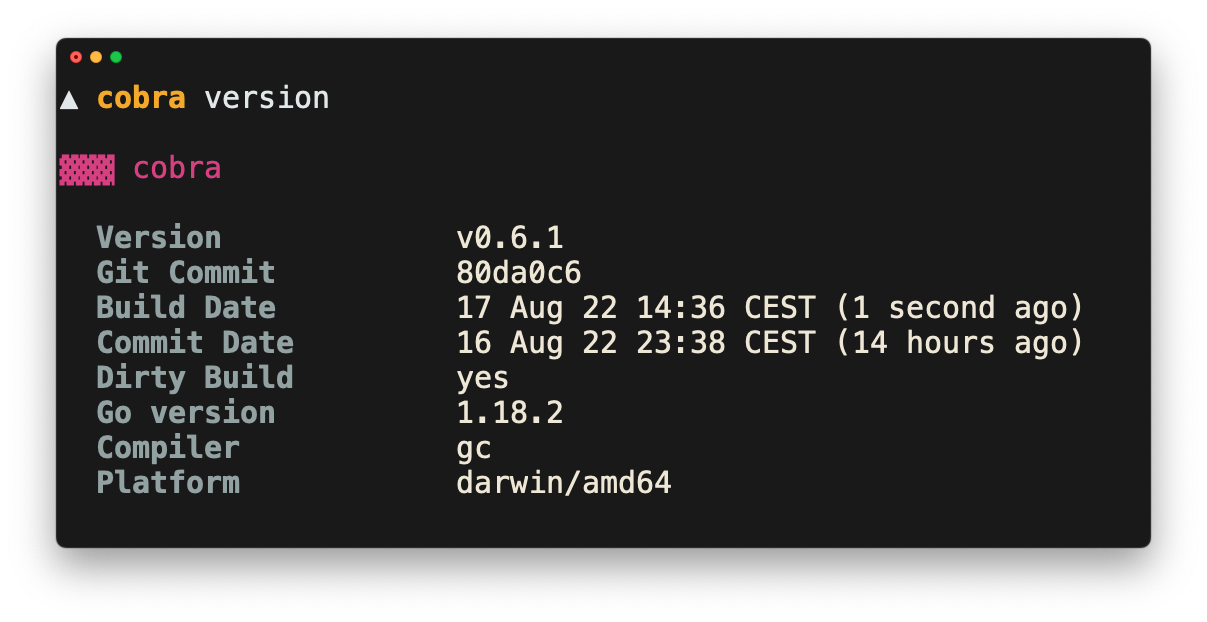 ▲ cobra version
▓▓▓ cobra
Version v0.6.1
Git Commit 80da0c6
Build Date 17 Aug 22 14:36 CEST (1 second ago)
Commit Date 16 Aug 22 23:38 CEST (14 hours ago)
Dirty Build yes
Go version 1.18.2
Compiler gc
Platform darwin/amd64